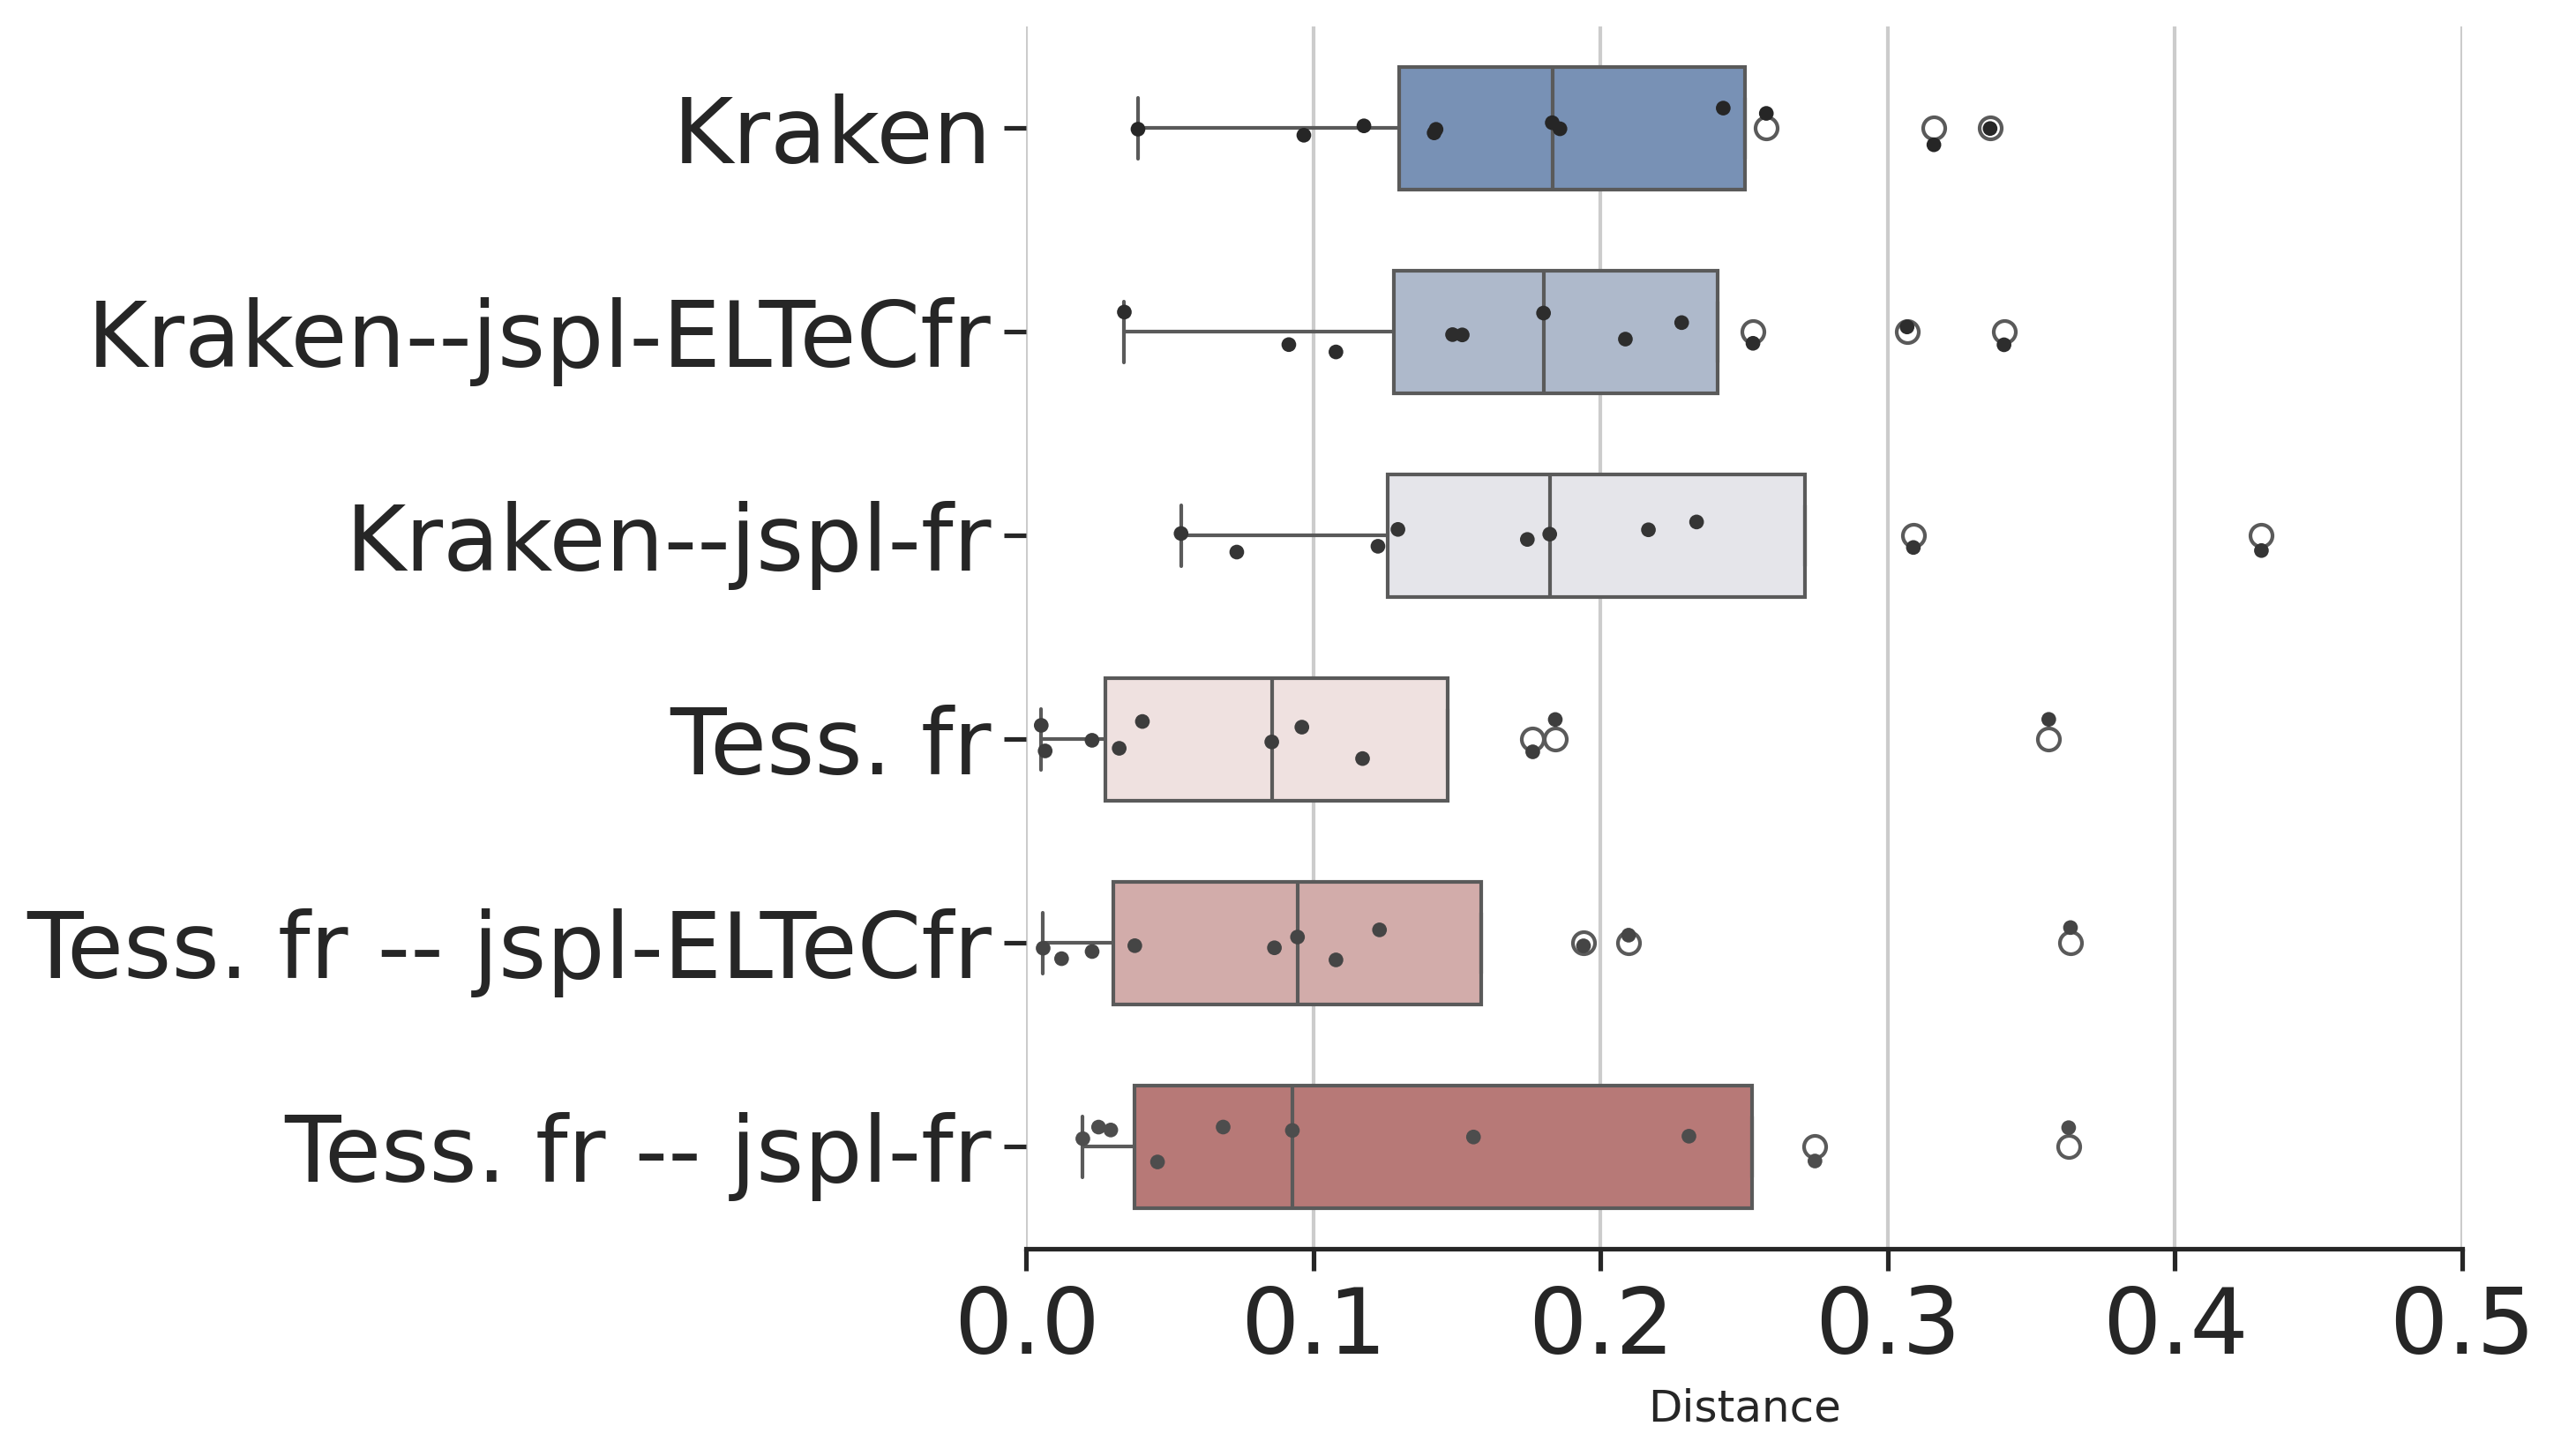 Kraken
Kraken--jspl-ELTeCfr
Kraken--jspl-fr
Tess. fr
Tess. fr -- jspl-ELTeCfr
Tess. fr -- jspl-fr
0.0 0.1 0.2 0.3 0.4 0.5
Distance